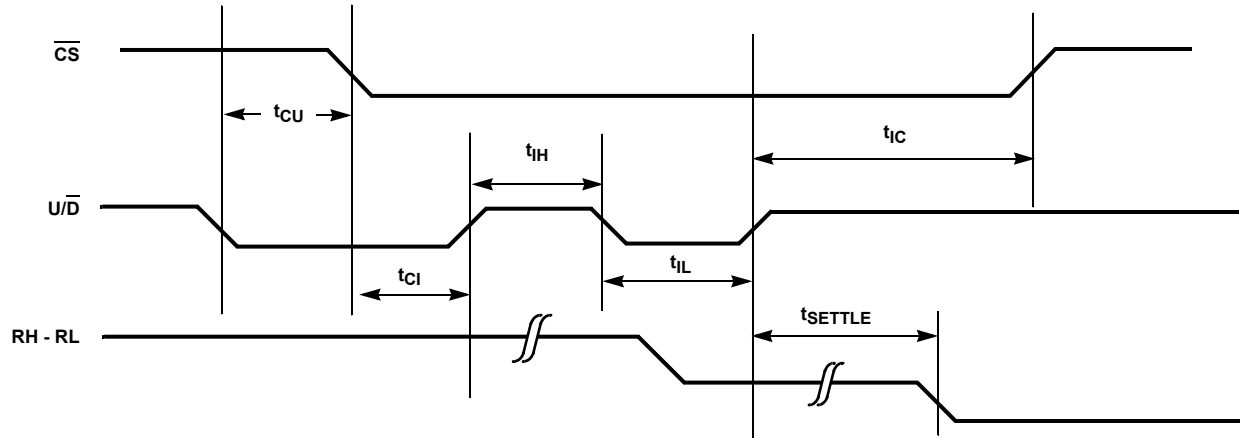 CS
tCU
tIC
tIH
U/D
tCI
tIL
RH - RL
tSETTLE